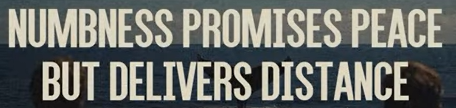 NUMBNESS PROMISES PEACE
BUT DELIVERS DISTANCE